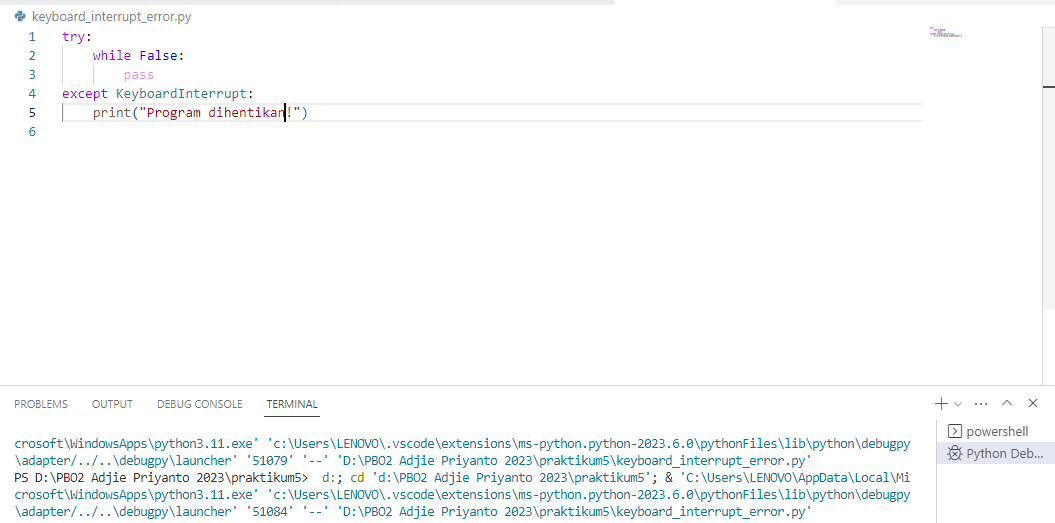 keyboard_interrupt_error.py
1 try:
2 while False:
3 pass
4 except KeyboardInterrupt:
5 print("Program dihentikan!")
6
PROBLEMS OUTPUT DEBUG CONSOLE TERMINAL
crosoft\WindowsApps\python3.11.exe' 'c:\Users\LENOVO\.vscode\extensions\ms-python.python-2023.6.0\pythonFiles\lib\python\debugpy
\adapter/../..\debugpy\launcher' '51079' '--' 'D:\PBO2 Adjie Priyanto 2023\praktikum5\keyboard_interrupt_error.py'
PS D:\PBO2 Adjie Priyanto 2023\praktikum5> d:; cd 'd:\PBO2 Adjie Priyanto 2023\praktikum5'; & 'C:\Users\LENOVO\AppData\Local\Mi
crosoft\WindowsApps\python3.11.exe' 'c:\Users\LENOVO\.vscode\extensions\ms-python.python-2023.6.0\pythonFiles\lib\python\debugpy
\adapter/../..\debugpy\launcher' '51084' '--' 'D:\PBO2 Adjie Priyanto 2023\praktikum5\keyboard_interrupt_error.py'
powershell
Python Deb...